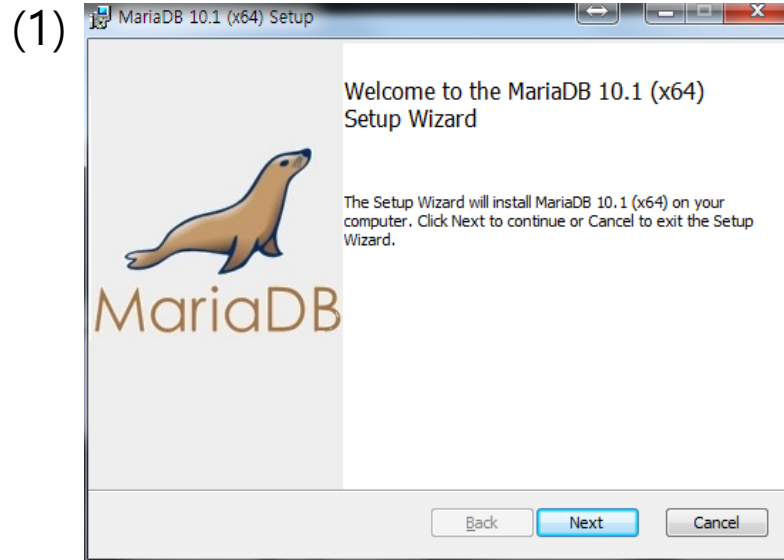 (1)
MariaDB 10.1 (x64) Setup
Welcome to the MariaDB 10.1 (x64)
Setup Wizard
The Setup Wizard will install MariaDB 10.1 (x64) on your
computer. Click Next to continue or Cancel to exit the Setup
Wizard.
MariaDB
Back Next Cancel